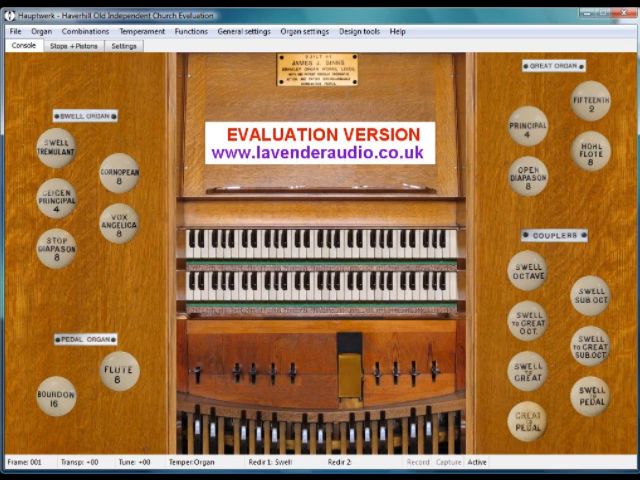 Hauptwerk - Haverhill Old Independent Church Evaluation
File Organ Combinations Temperament Functions General settings Organ settings Design tools Help
Console Stops + Pistons Settings
BUILT BY
JAMES J. BINNS
SWELL ORGAN
SWELL
TREMULANT
CORNOPEAN
8
GEIGEN
PRINCIPAL
4
VOX
ANGELICA
8
STOP
DIAPASON
8
PEDAL ORGAN
FLUTE
8
BOURDON
16
EVALUATION VERSION
www.lavenderaudio.co.uk
GREAT ORGAN
FIFTEENTH
2
PRINCIPAL
4
HOHL
FLUTE
8
OPEN
DIAPASON
8
COUPLERS
SWELL
OCTAVE
SWELL
SUB OCT.
SWELL
TO GREAT
OCT.
SWELL
TO GREAT
SUB.OCT
SWELL
TO
GREAT
SWELL
TO
PEDAL
GREAT
TO
PEDAL
Frame: 001 Transp: +00 Tune: +00 Temper:Organ Redir 1: Swell Redir 2: Record Capture Active